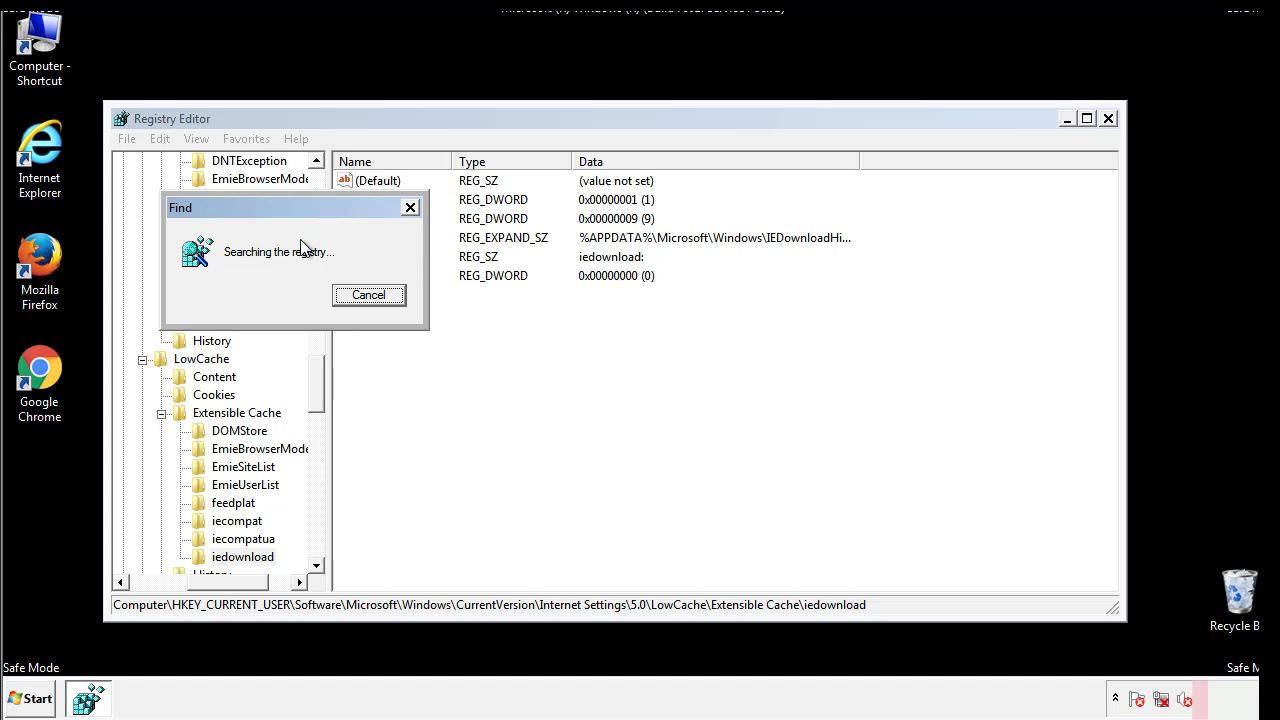 Safe Mode
Computer -
Shortcut
Internet
Explorer
Mozilla
Firefox
Google
Chrome
Registry Editor
File Edit View Favorites Help
DNTException
EmieBrowserMode
Find
Searching the registry...
Cancel
History
LowCache
Content
Cookies
Extensible Cache
DOMStore
EmieBrowserMode
EmieSiteList
EmieUserList
feedplat
iecompat
iecompatua
iedownload
History
Name Type Data
ab (Default) REG_SZ (value not set)
REG_DWORD 0x00000001 (1)
REG_DWORD 0x00000009 (9)
REG_EXPAND_SZ %APPDATA%\Microsoft\Windows\IEDownloadHi...
REG_SZ iedownload:
REG_DWORD 0x00000000 (0)
Computer\HKEY_CURRENT_USER\Software\Microsoft\Windows\CurrentVersion\Internet Settings\5.0\LowCache\Extensible Cache\iedownload
Recycle B
Safe Mode
Safe M
Start